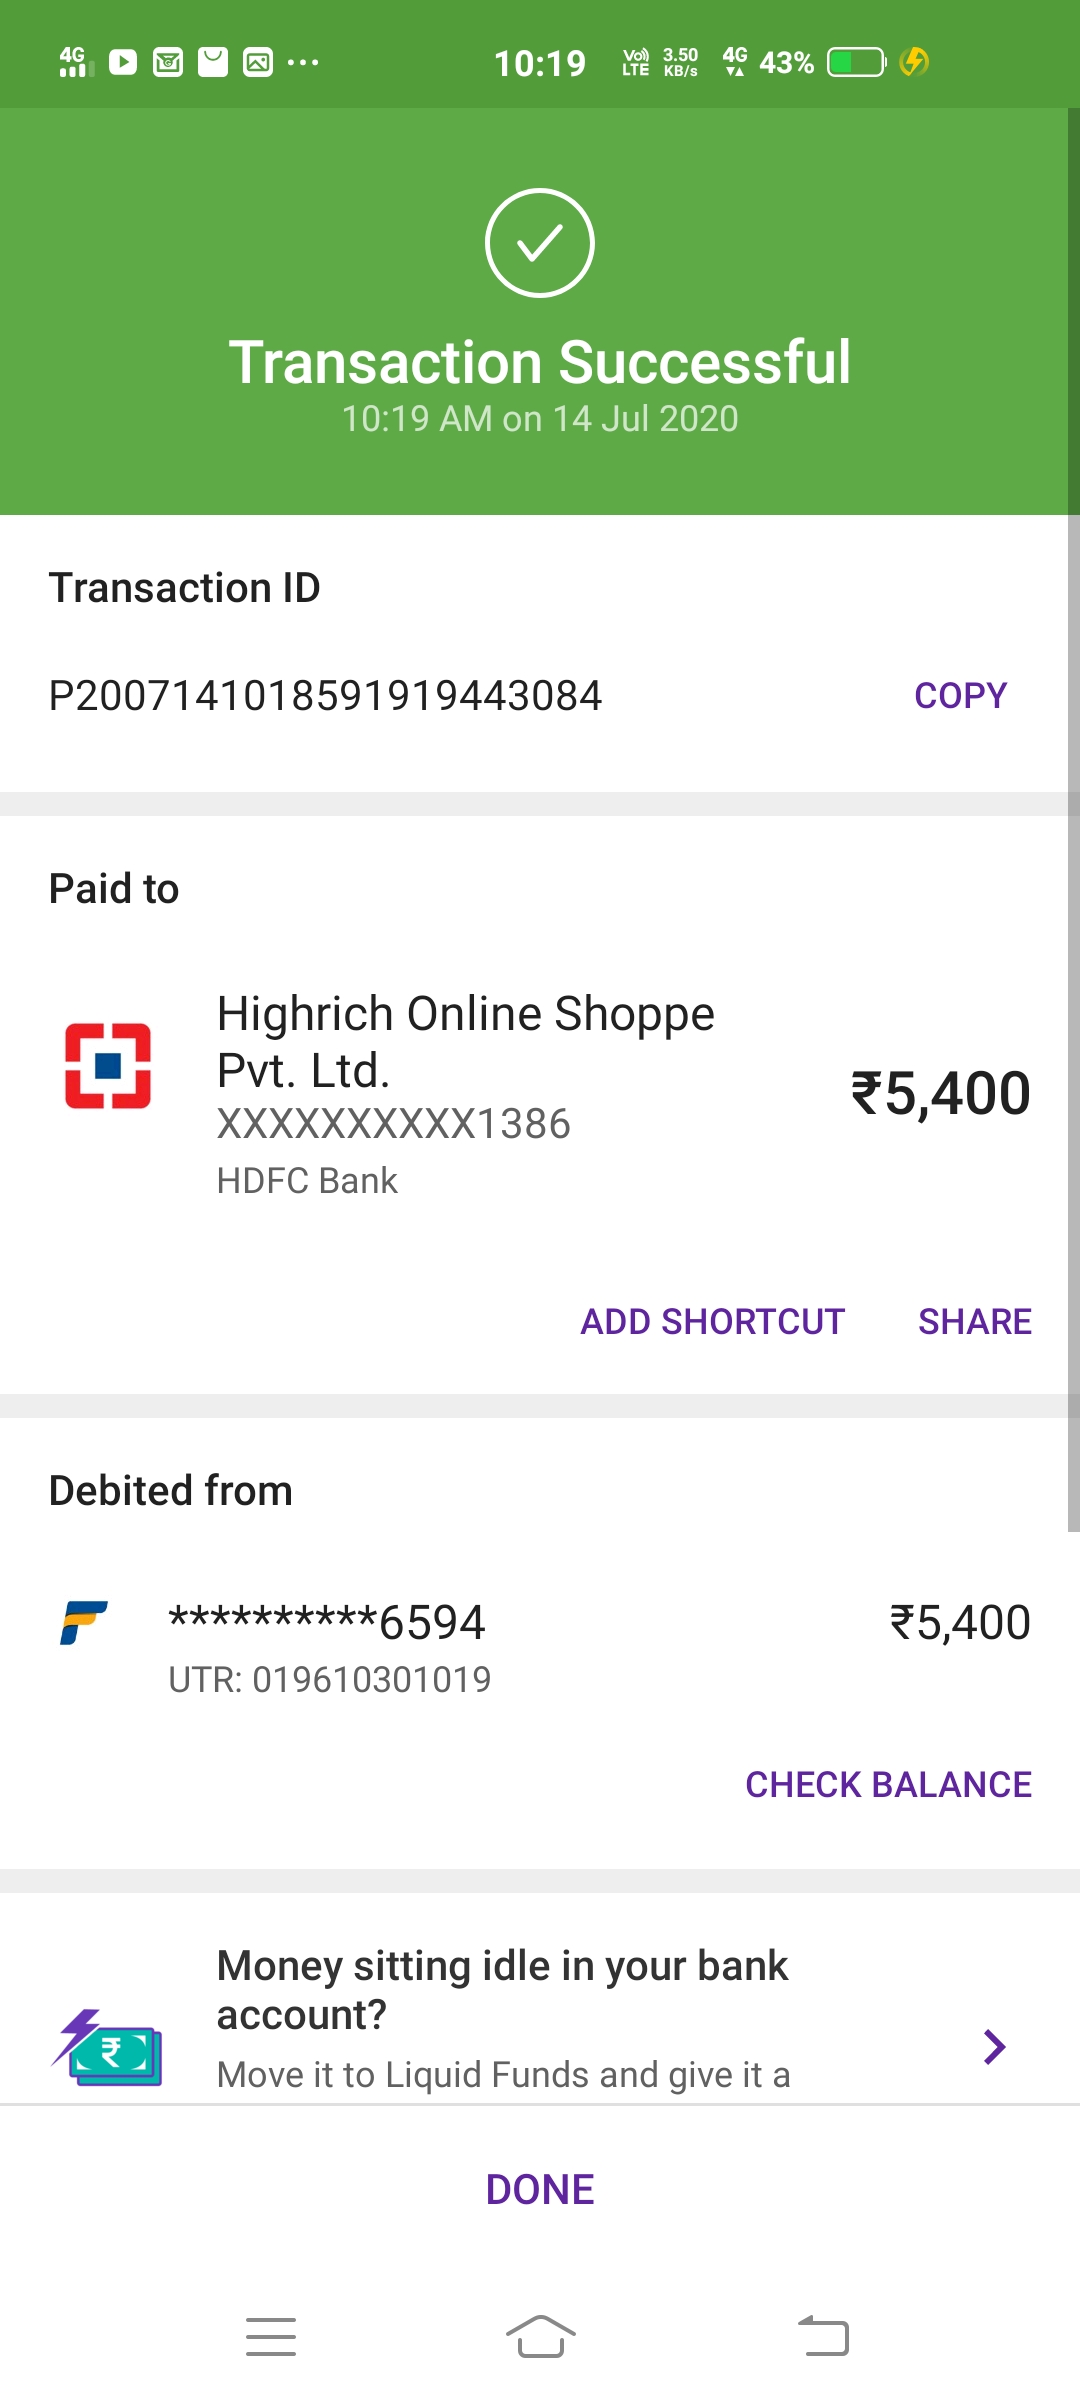 4G 10:19 Vo) LTE 3.50 KB/s 4G 43%
Transaction Successful
10:19 AM on 14 Jul 2020
Transaction ID
P2007141018591919443084 COPY
Paid to
Highrich Online Shoppe
Pvt. Ltd.
₹5,400
XXXXXXXXXX1386
HDFC Bank
ADD SHORTCUT SHARE
Debited from
**********6594 ₹5,400
UTR: 019610301019
CHECK BALANCE
Money sitting idle in your bank
account?
Move it to Liquid Funds and give it a
DONE